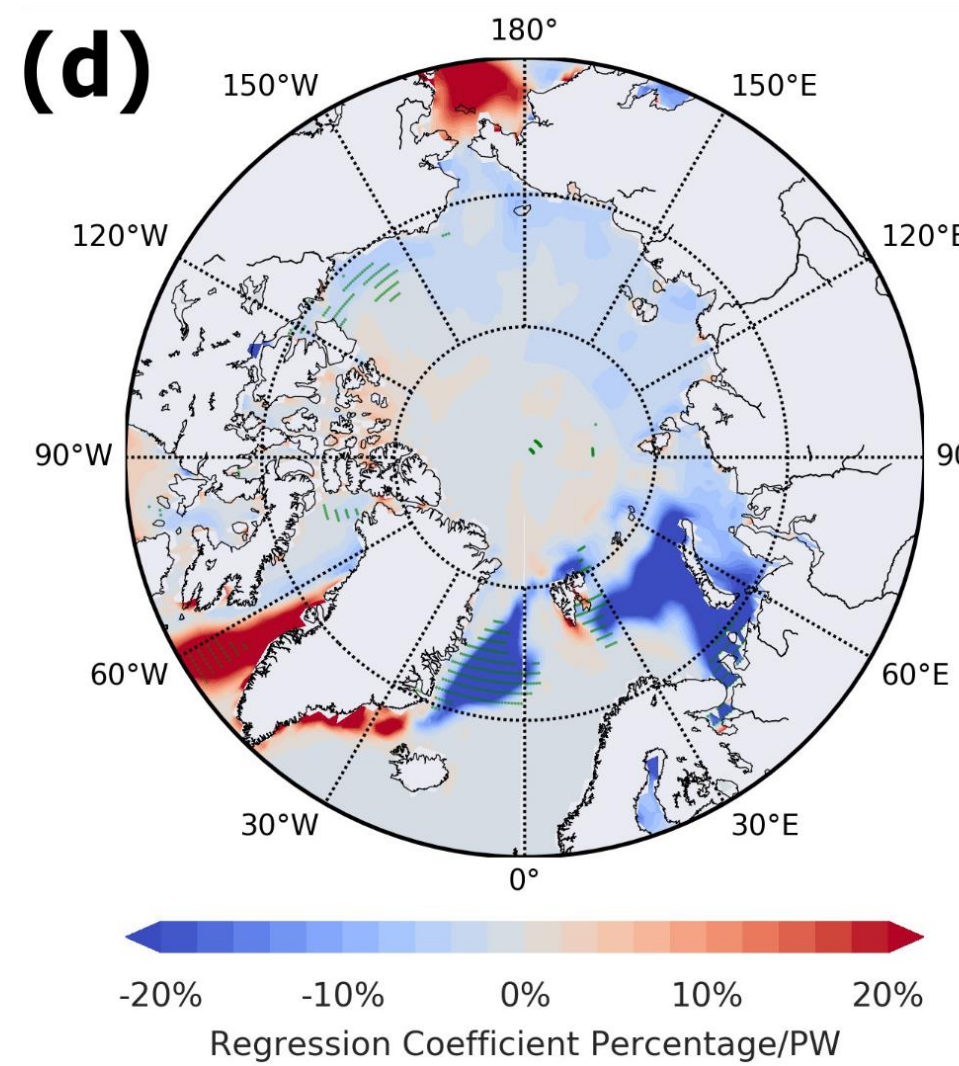 (d)
180°
150°W
150°E
120°W
120°E
90°W
90
60°W
60°E
30°W
30°E
0°
-20% -10% 0% 10% 20%
Regression Coefficient Percentage/PW